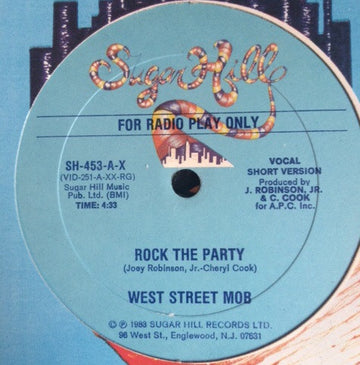 Sugar Hill
FOR RADIO PLAY ONLY
SH-453-A-X
(VID-251-A-XX-RG)
Sugar Hill Music
Pub. Ltd. (BMI)
TIME: 4:33
VOCAL
SHORT VERSION
Produced by
J. ROBINSON, JR.
& C. COOK
for A.P.C. Inc.
ROCK THE PARTY
(Joey Robinson, Jr.-Cheryl Cook)
WEST STREET MOB
© ℗ 1983 SUGAR HILL RECORDS LTD.
96 West St., Englewood, N.J. 07631